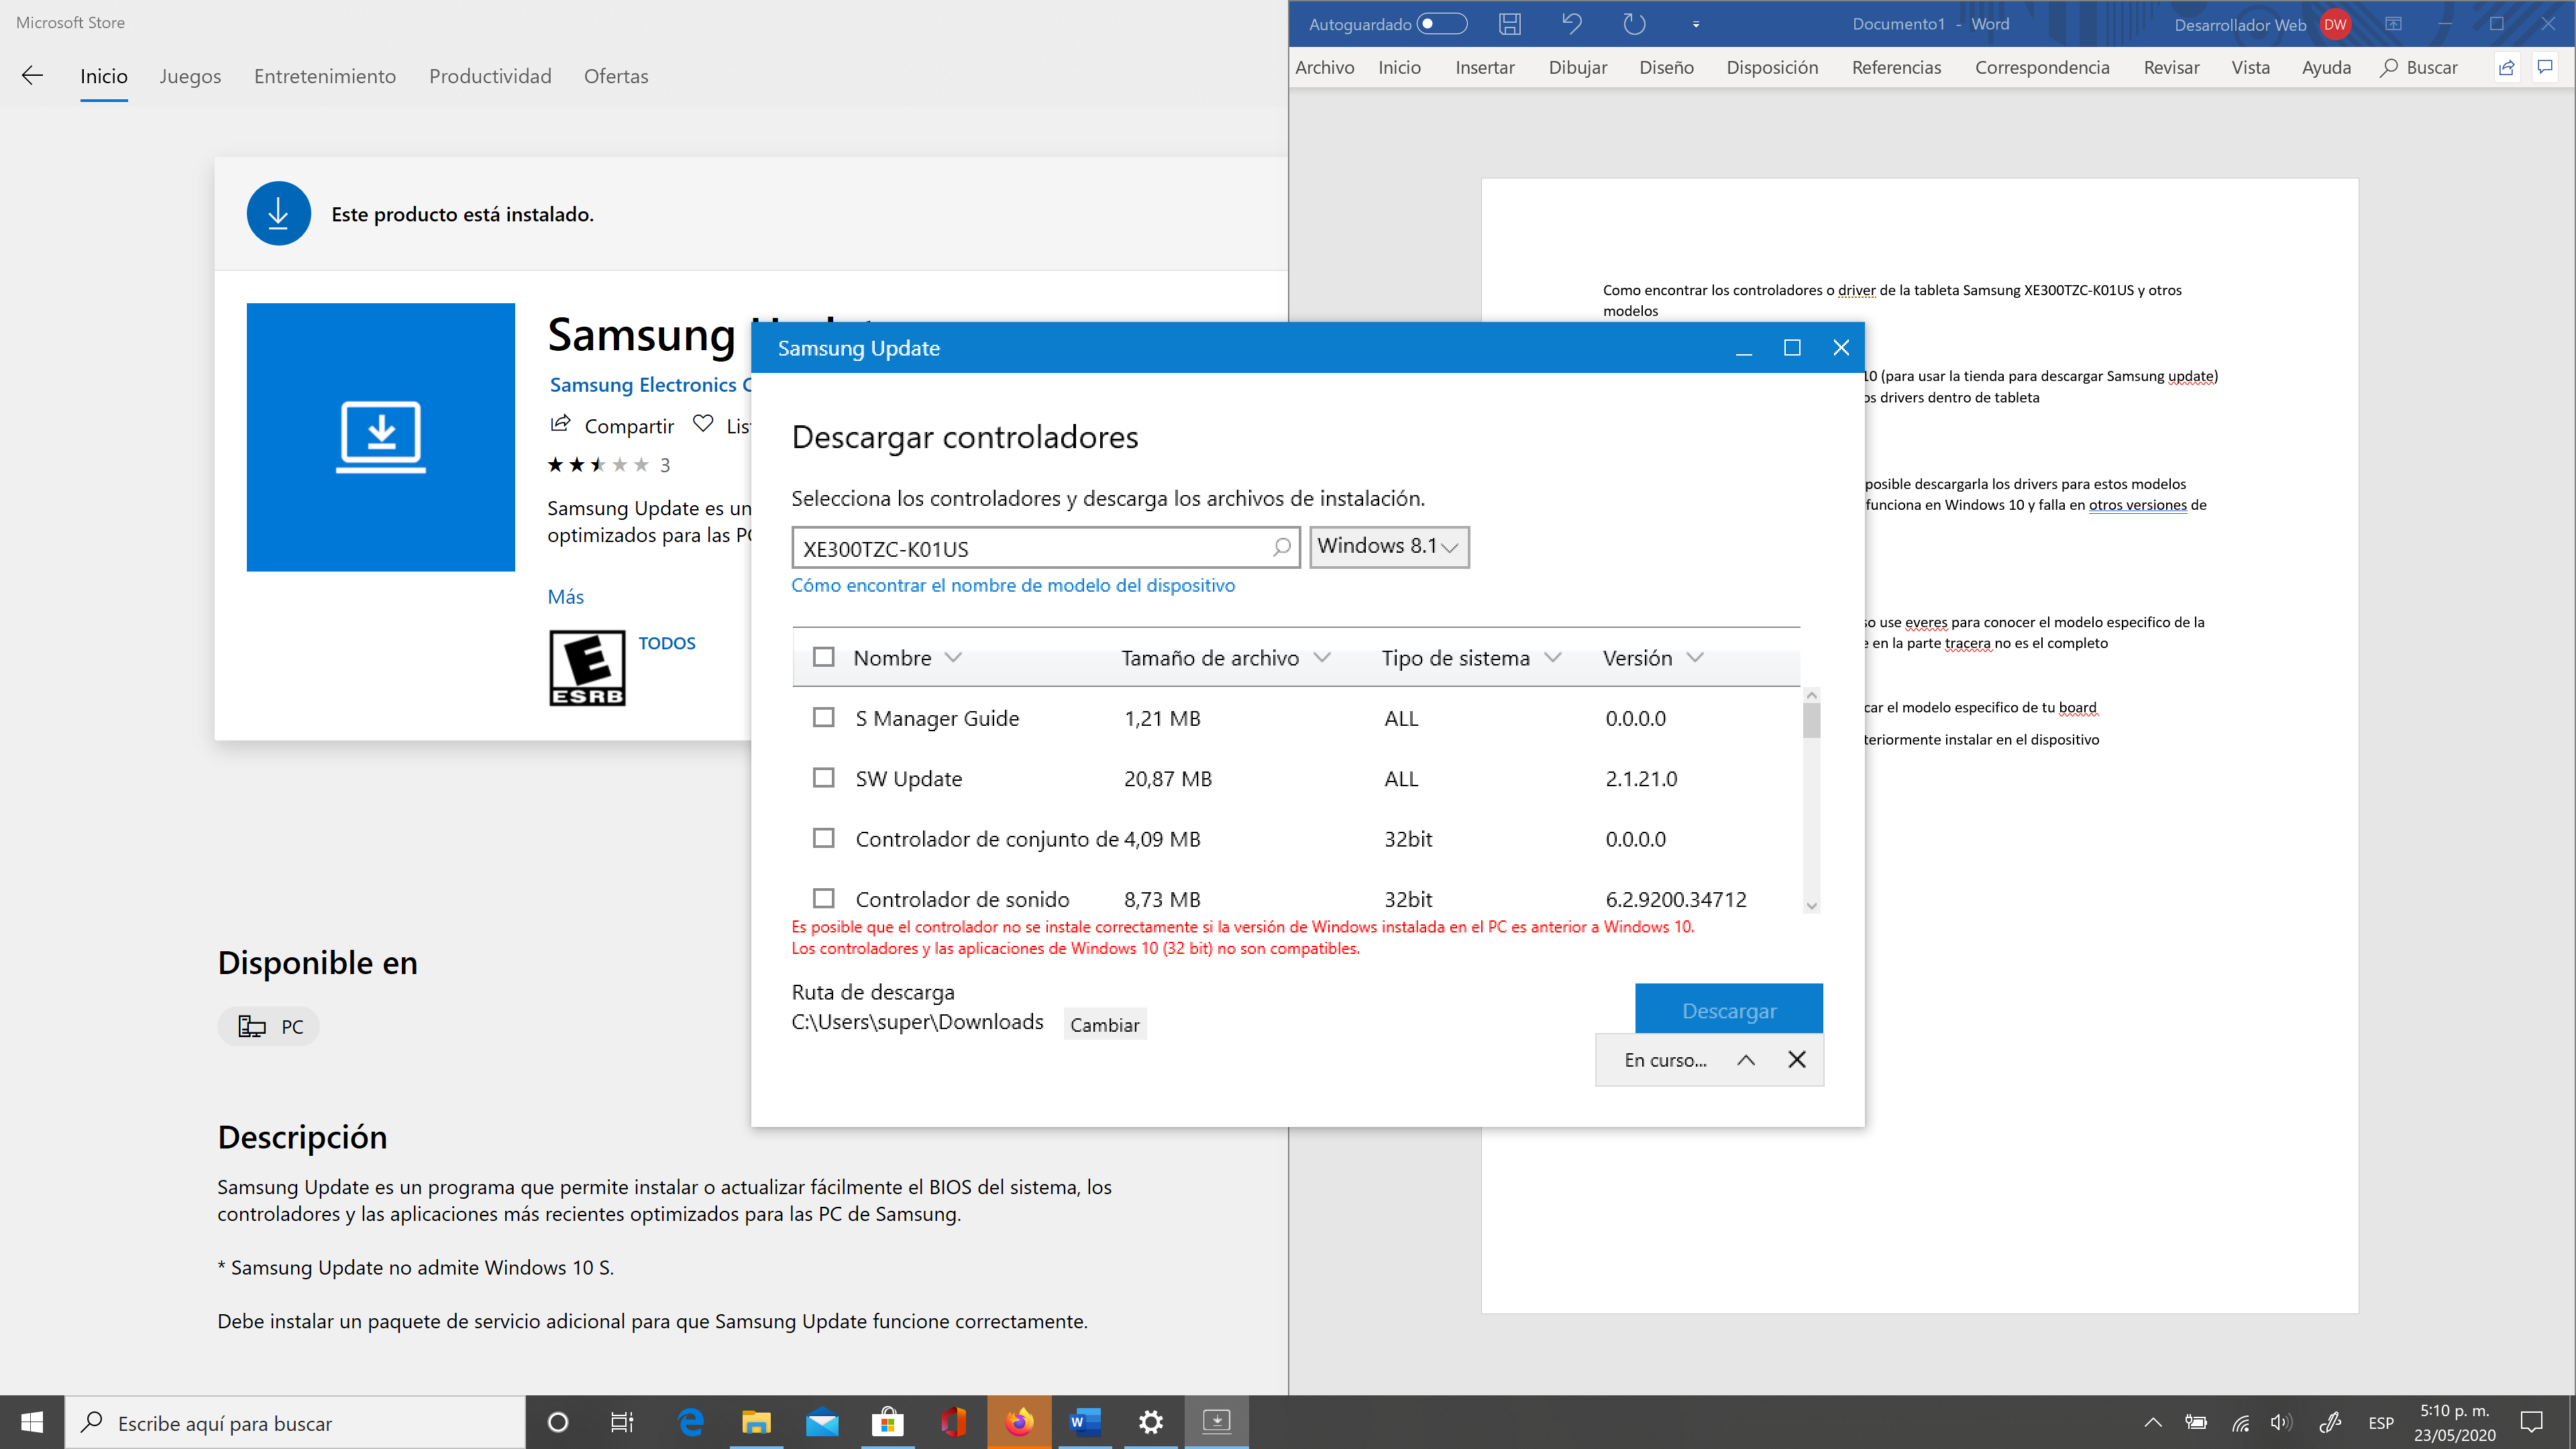 Microsoft Store
Inicio Juegos Entretenimiento Productividad Ofertas
Este producto está instalado.
Samsung
Samsung Electronics C
Compartir
3
Samsung Update es un
optimizados para las
Más
ESRB
TODOS
Disponible en
PC
Descripción
Samsung Update es un programa que permite instalar o actualizar fácilmente el BIOS del sistema, los
controladores y las aplicaciones más recientes optimizados para las PC de Samsung.
* Samsung Update no admite Windows 10 S.
Debe instalar un paquete de servicio adicional para que Samsung Update funcione correctamente.
Autoguardado Documento1 - Word Desarrollador Web DW
Archivo Inicio Insertar Dibujar Diseño Disposición Referencias Correspondencia Revisar Vista Ayuda Buscar
Como encontrar los controladores o driver de la tableta Samsung XE300TZC-K01US y otros
modelos
10 (para usar la tienda para descargar Samsung update)
os drivers dentro de tableta
posible descargarla los drivers para estos modelos
funciona en Windows 10 y falla en otros versiones de
so use everes para conocer el modelo especifico de la
e en la parte tracera no es el completo
car el modelo especifico de tu board
teriormente instalar en el dispositivo
Samsung Update
Descargar controladores
Selecciona los controladores y descarga los archivos de instalación.
XE300TZC-K01US Windows 8.1
Cómo encontrar el nombre de modelo del dispositivo
Nombre Tamaño de archivo Tipo de sistema Versión
S Manager Guide 1,21 MB ALL 0.0.0.0
SW Update 20,87 MB ALL 2.1.21.0
Controlador de conjunto de 4,09 MB 32bit 0.0.0.0
Controlador de sonido 8,73 MB 32bit 6.2.9200.34712
Es posible que el controlador no se instale correctamente si la versión de Windows instalada en el PC es anterior a Windows 10.
Los controladores y las aplicaciones de Windows 10 (32 bit) no son compatibles.
Ruta de descarga
C:\Users\super\Downloads Cambiar
Descargar
En curso...
Escribe aquí para buscar
ESP
5:10 p. m.
23/05/2020